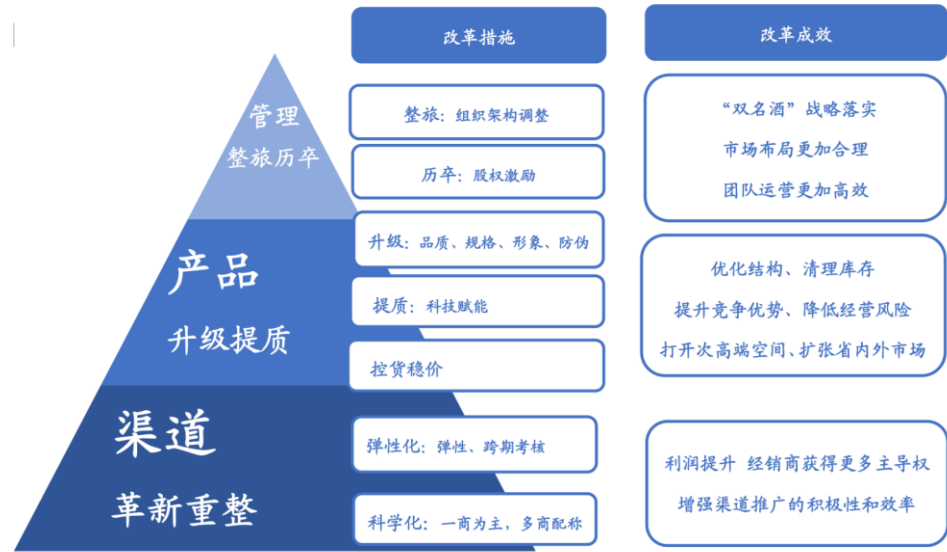 改革措施
改革成效
管理
整旅历卒
整旅：组织架构调整
历卒：股权激励
“双名酒”战略落实
市场布局更加合理
团队运营更加高效
产品
升级提质
升级：品质、规格、形象、防伪
提质：科技赋能
控货稳价
优化结构、清理库存
提升竞争优势、降低经营风险
打开次高端空间、扩张省内外市场
渠道
革新重整
弹性化：弹性、跨期考核
科学化：一商为主，多商配称
利润提升 经销商获得更多主导权
增强渠道推广的积极性和效率